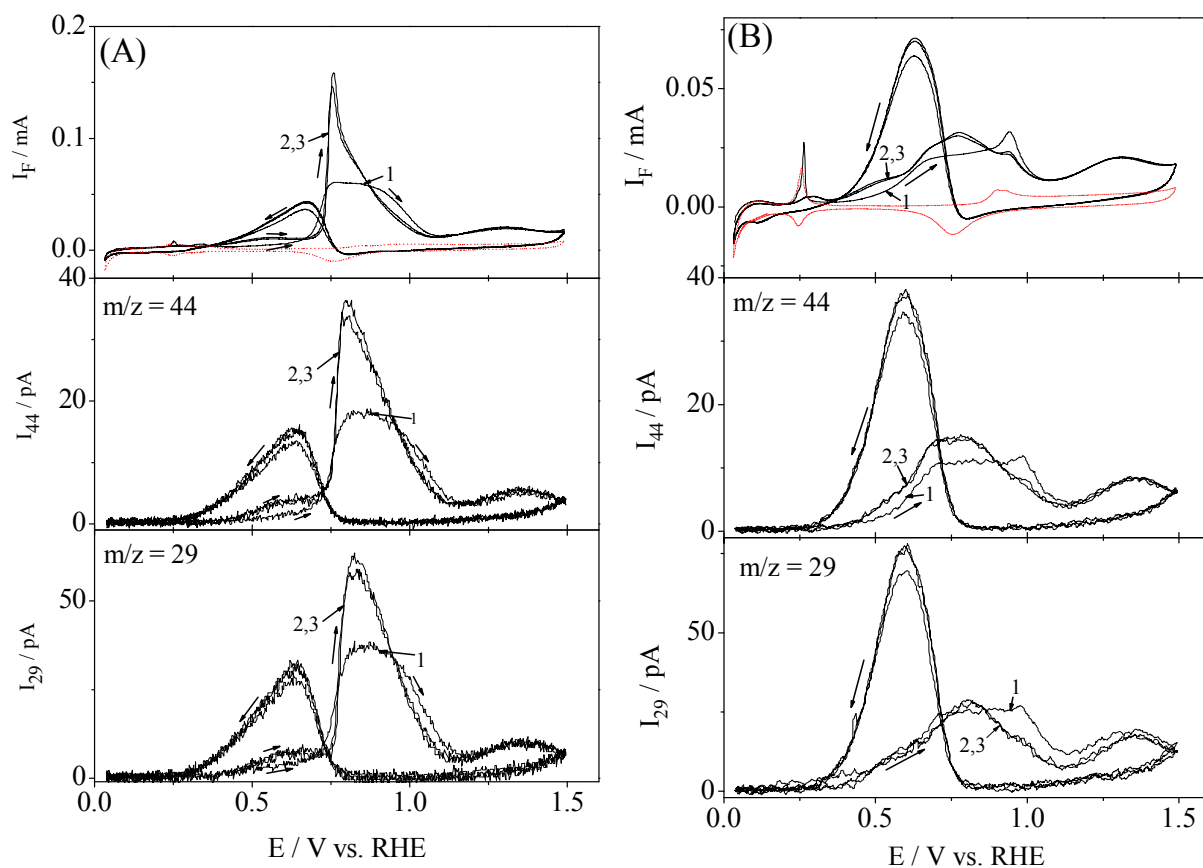 (A)
0.2
0.1
0.0
I_F / mA
2,3
1
40
20
0
I_44 / pA
m/z = 44
2,3
1
50
0
I_29 / pA
m/z = 29
2,3
1
0.0 0.5 1.0 1.5
E / V vs. RHE
(B)
0.05
0.00
I_F / mA
2,3
1
40
20
0
I_44 / pA
m/z = 44
2,3
1
50
0
I_29 / pA
m/z = 29
1
2,3
0.0 0.5 1.0 1.5
E / V vs. RHE